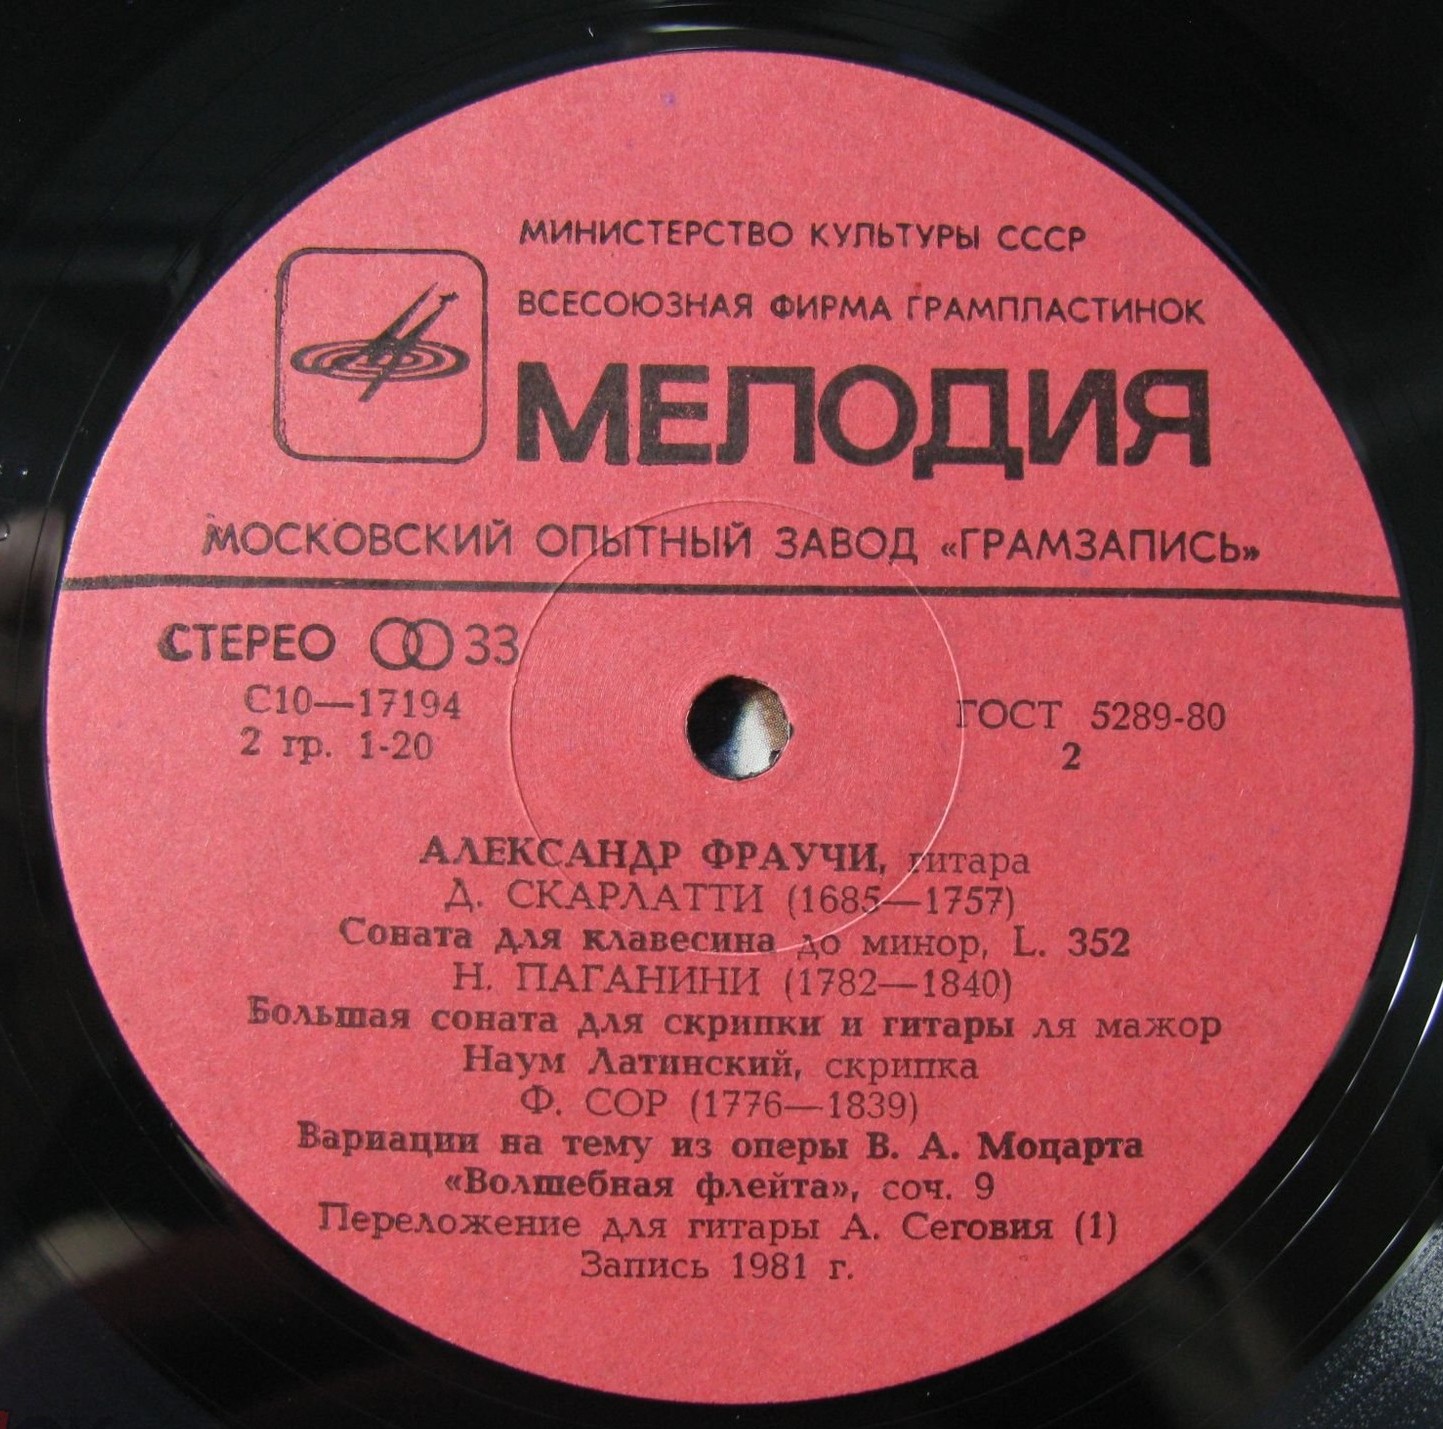 МИНИСТЕРСТВО КУЛЬТУРЫ СССР
ВСЕСОЮЗНАЯ ФИРМА ГРАМПЛАСТИНОК
МЕЛОДИЯ
МОСКОВСКИЙ ОПЫТНЫЙ ЗАВОД «ГРАМЗАПИСЬ»
СТЕРЕО 33
С10—17194
2 гр. 1-20
ГОСТ 5289-80
2
АЛЕКСАНДР ФРАУЧИ, гитара
Д. СКАРЛАТТИ (1685—1757)
Соната для клавесина до минор, L. 352
Н. ПАГАНИНИ (1782—1840)
Большая соната для скрипки и гитары ля мажор
Наум Латинский, скрипка
Ф. СОР (1776—1839)
Вариации на тему из оперы В. А. Моцарта
«Волшебная флейта», соч. 9
Переложение для гитары А. Сеговия (1)
Запись 1981 г.